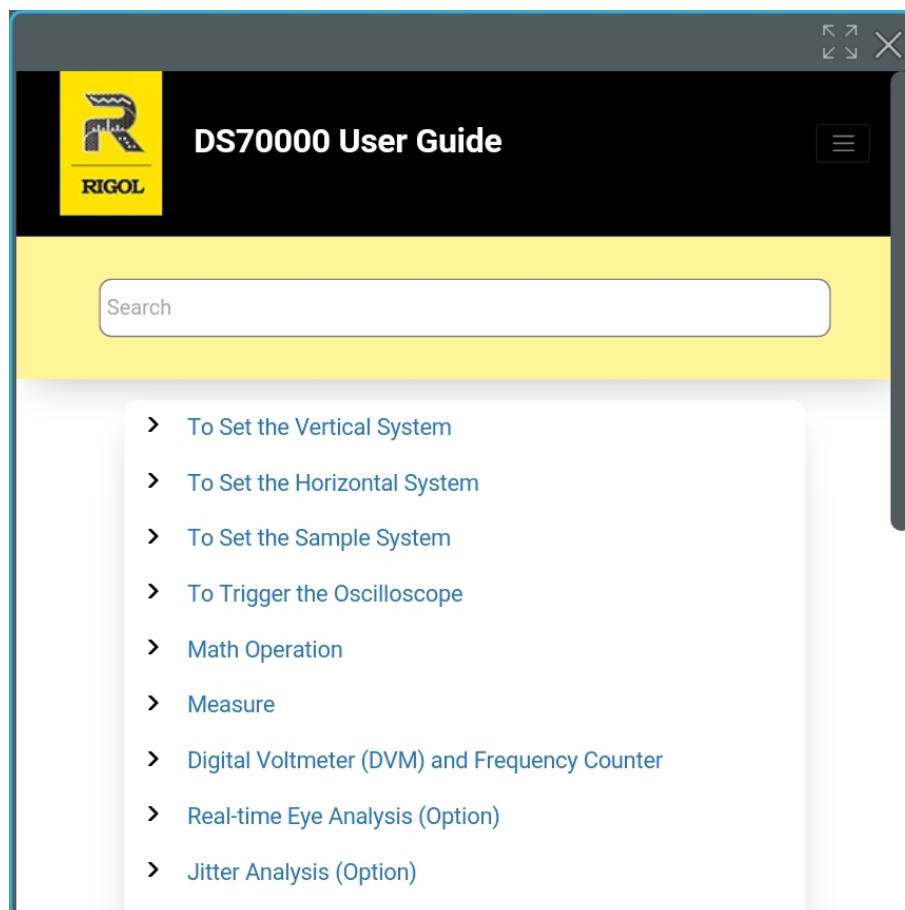 RIGOL
DS70000 User Guide
Search
To Set the Vertical System
To Set the Horizontal System
To Set the Sample System
To Trigger the Oscilloscope
Math Operation
Measure
Digital Voltmeter (DVM) and Frequency Counter
Real-time Eye Analysis (Option)
Jitter Analysis (Option)